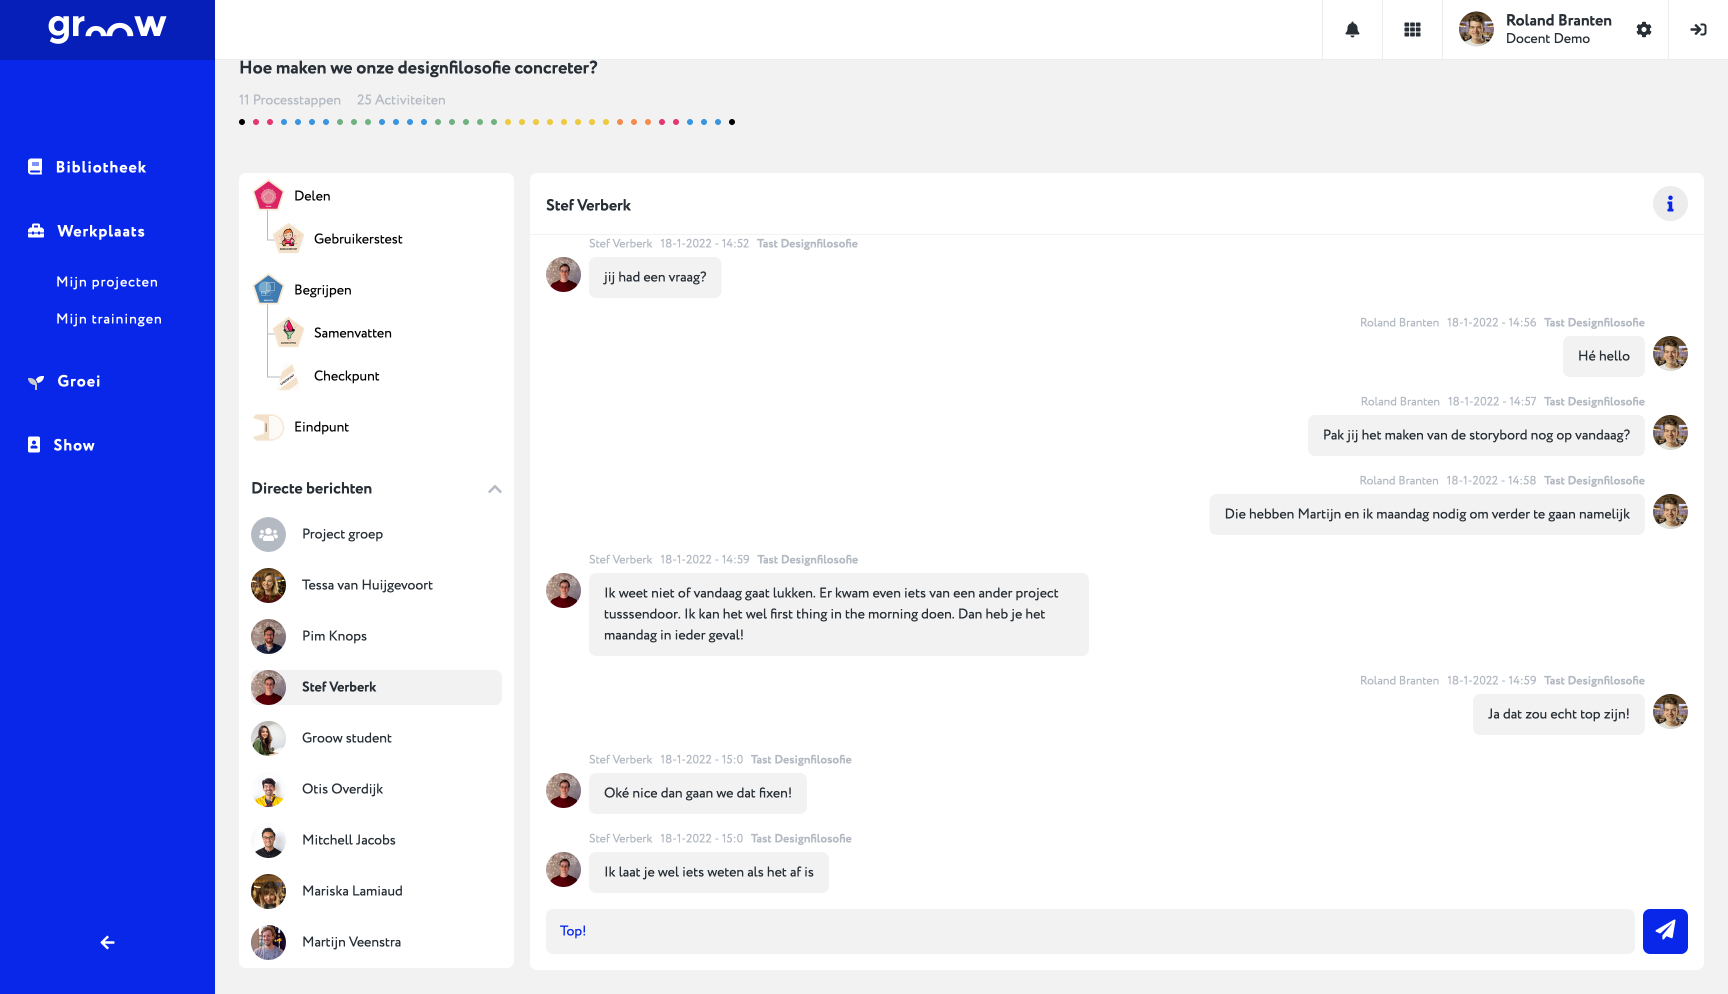 groow
Roland Branten
Docent Demo
Hoe maken we onze designfilosofie concreter?
11 Processtappen 25 Activiteiten
Bibliotheek
Werkplaats
Mijn projecten
Mijn trainingen
Groei
Show
Delen
Gebruikerstest
Begrijpen
Samenvatten
Checkpunt
Eindpunt
Directe berichten
Project groep
Tessa van Huijgevoort
Pim Knops
Stef Verberk
Groow student
Otis Overdijk
Mitchell Jacobs
Mariska Lamiaud
Martijn Veenstra
Stef Verberk
Stef Verberk 18-1-2022 - 14:52 Tast Designfilosofie
jij had een vraag?
Roland Branten 18-1-2022 - 14:56 Tast Designfilosofie
Hé hello
Roland Branten 18-1-2022 - 14:57 Tast Designfilosofie
Pak jij het maken van de storybord nog op vandaag?
Roland Branten 18-1-2022 - 14:58 Tast Designfilosofie
Die hebben Martijn en ik maandag nodig om verder te gaan namelijk
Stef Verberk 18-1-2022 - 14:59 Tast Designfilosofie
Ik weet niet of vandaag gaat lukken. Er kwam even iets van een ander project
tusssendoor. Ik kan het wel first thing in the morning doen. Dan heb je het
maandag in ieder geval!
Roland Branten 18-1-2022 - 14:59 Tast Designfilosofie
Ja dat zou echt top zijn!
Stef Verberk 18-1-2022 - 15:0 Tast Designfilosofie
Oké nice dan gaan we dat fixen!
Stef Verberk 18-1-2022 - 15:0 Tast Designfilosofie
Ik laat je wel iets weten als het af is
Top!